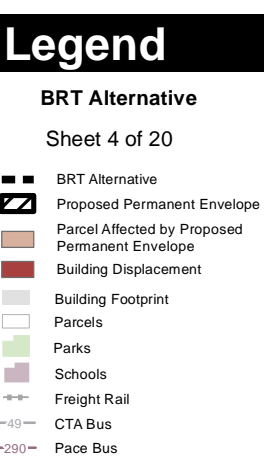 Legend
BRT Alternative
Sheet 4 of 20
BRT Alternative
Proposed Permanent Envelope
Parcel Affected by Proposed
Permanent Envelope
Building Displacement
Building Footprint
Parcels
Parks
Schools
Freight Rail
49 CTA Bus
290 Pace Bus